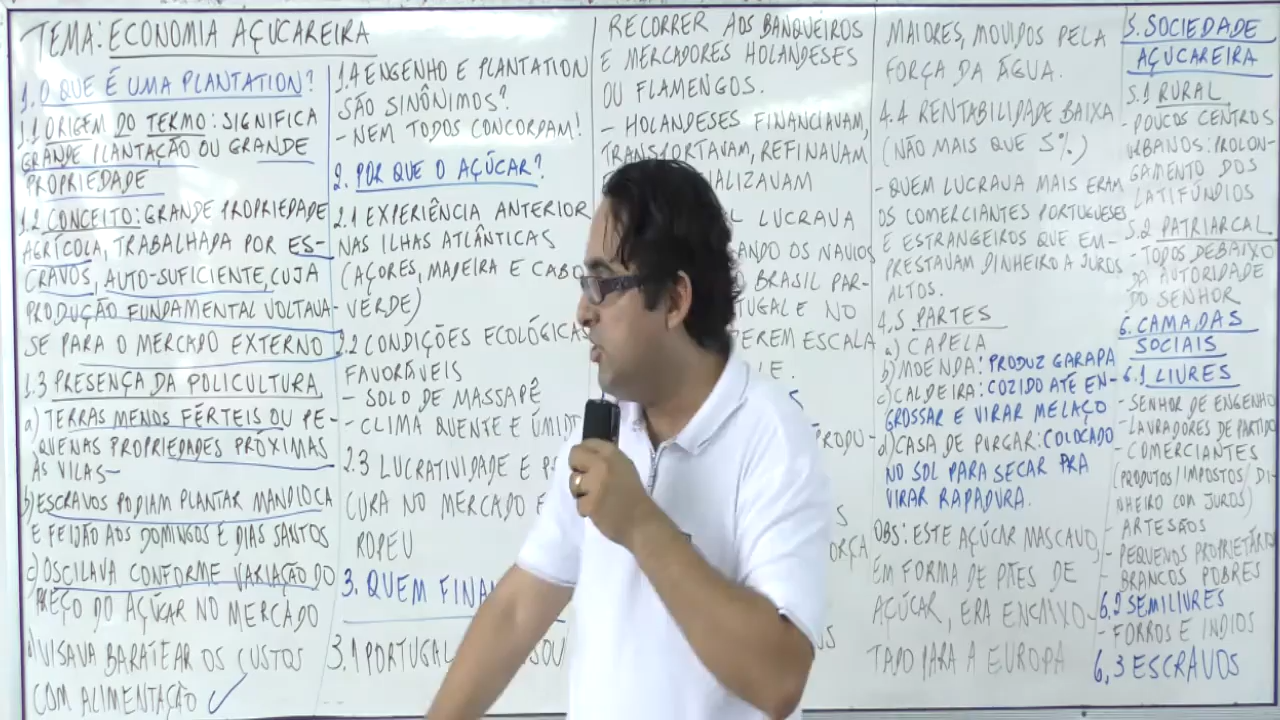 TEMA: ECONOMIA AÇUCAREIRA
1. O QUE É UMA PLANTATION?
1.1 ORIGEM DO TERMO: SIGNIFICA
GRANDE PLANTAÇÃO OU GRANDE
PROPRIEDADE
1.2 CONCEITO: GRANDE PROPRIEDADE
AGRÍCOLA, TRABALHADA POR ES-
CRAVOS, AUTO-SUFICIENTE, CUJA
PRODUÇÃO FUNDAMENTAL VOLTAVA-
SE PARA O MERCADO EXTERNO
1.3 PRESENÇA DA POLICULTURA
a) TERRAS MENOS FÉRTEIS OU PE-
QUENAS PROPRIEDADES PRÓXIMAS
ÀS VILAS
b) ESCRAVOS PODIAM PLANTAR MANDIOCA
E FEIJÃO AOS DOMINGOS E DIAS SANTOS
c) OSCILAVA CONFORME VARIAÇÃO DO
PREÇO DO AÇÚCAR NO MERCADO
d) VISAVA BARATEAR OS CUSTOS
COM ALIMENTAÇÃO
1.4 ENGENHO E PLANTATION
SÃO SINÔNIMOS?
- NEM TODOS CONCORDAM!
2. POR QUE O AÇÚCAR?
2.1 EXPERIÊNCIA ANTERIOR
NAS ILHAS ATLÂNTICAS
(AÇORES, MADEIRA E CABO
VERDE)
2.2 CONDIÇÕES ECOLÓGICAS
FAVORÁVEIS
- SOLO DE MASSAPÊ
- CLIMA QUENTE E ÚMID
2.3 LUCRATIVIDADE E P
CURA NO MERCADO E
ROPEU
3. QUEM FINAN
3.1 PORTUGAL SOU
RECORRER AOS BANQUEIROS
E MERCADORES HOLANDESES
OU FLAMENGOS.
- HOLANDESES FINANCIAVAM,
TRANSPORTAVAM, REFINAVAM
IALIZAVAM
L LUCRAVA
ANDO OS NAVIOS
BRASIL PAR-
TUGAL E NO
EREM ESCALA
LE.
S
PRODU-
S
ORÇA
MAIORES, MOVIDOS PELA
FORÇA DA ÁGUA.
4.4 RENTABILIDADE BAIXA
(NÃO MAIS QUE 5%)
- QUEM LUCRAVA MAIS ERAM
OS COMERCIANTES PORTUGUESES
E ESTRANGEIROS QUE EM-
PRESTAVAM DINHEIRO A JUROS
ALTOS.
4.5 PARTES
a) CAPELA
b) MOENDA: PRODUZ GARAPA
c) CALDEIRA: COZIDO ATÉ EN-
GROSSAR E VIRAR MELAÇO
d) CASA DE PURGAR: COLOCADO
NO SOL PARA SECAR PRA
VIRAR RAPADURA.
OBS: ESTE AÇÚCAR MASCAVO,
EM FORMA DE PÃES DE
AÇÚCAR, ERA ENCAIXO-
TADO PARA A EUROPA
5. SOCIEDADE
AÇUCAREIRA
5.1 RURAL
- POUCOS CENTROS
URBANOS: PROLON-
GAMENTO DOS
LATIFÚNDIOS
5.2 PATRIARCAL
- TODOS DEBAIXO
DA AUTORIDADE
DO SENHOR
6. CAMADAS
SOCIAIS
6.1 LIVRES
- SENHOR DE ENGENHO
- LAVRADORES DE PARTIDO
- COMERCIANTES
(PRODUTOS/IMPOSTOS/DI-
NHEIRO COM JUROS)
- ARTESÃOS
- PEQUENOS PROPRIETÁRIO
- BRANCOS POBRES
6.2 SEMILIVRES
- FORROS E INDIOS
6.3 ESCRAVOS